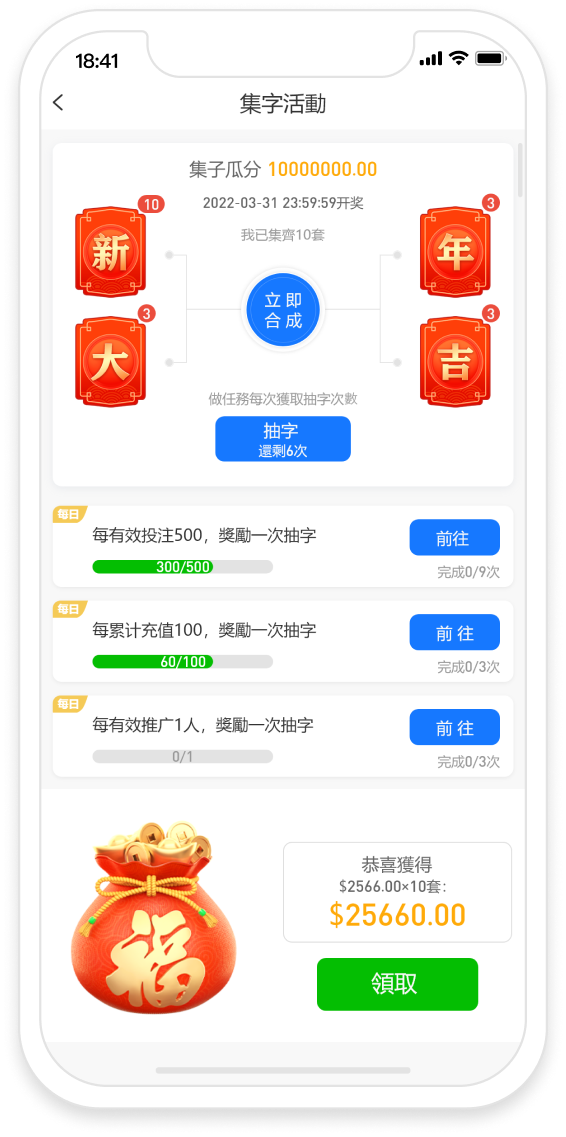 18:41
集字活動
集子瓜分 10000000.00
2022-03-31 23:59:59开奖
我已集齊10套
新 10
年 3
立即
合成
大 3
吉 3
做任務每次獲取抽字次數
抽字
還剩6次
每日
每有效投注500，獎勵一次抽字
前往
300/500
完成0/9次
每日
每累计充值100，獎勵一次抽字
前 往
60/100
完成0/3次
每日
每有效推广1人，獎勵一次抽字
前 往
0/1
完成0/3次
福
恭喜獲得
$2566.00×10套：
$25660.00
領取